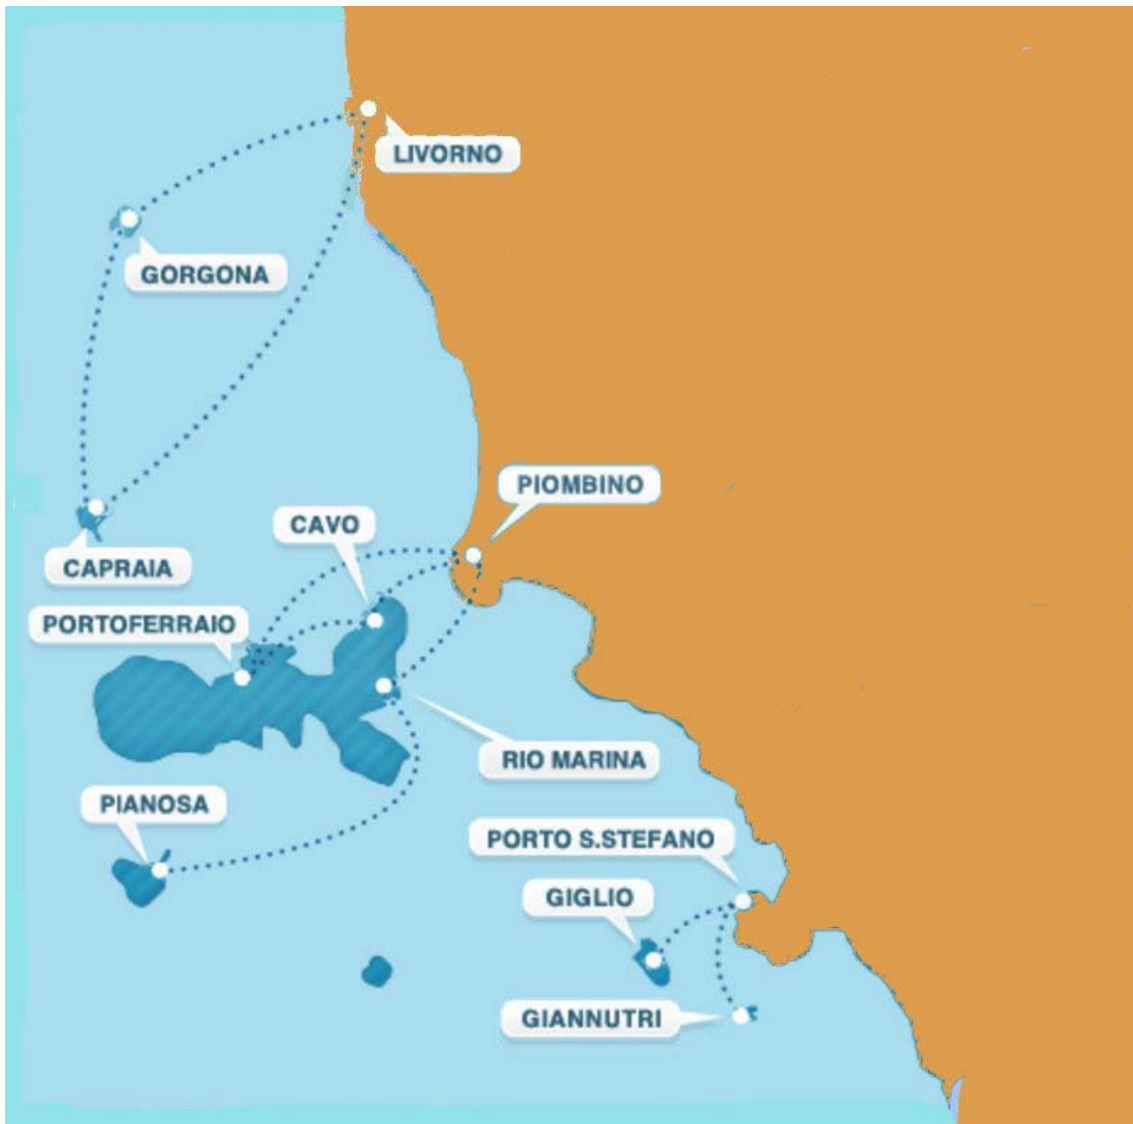 LIVORNO
GORGONA
PIOMBINO
CAVO
CAPRAIA
PORTOFERRAIO
RIO MARINA
PIANOSA
PORTO S.STEFANO
GIGLIO
GIANNUTRI